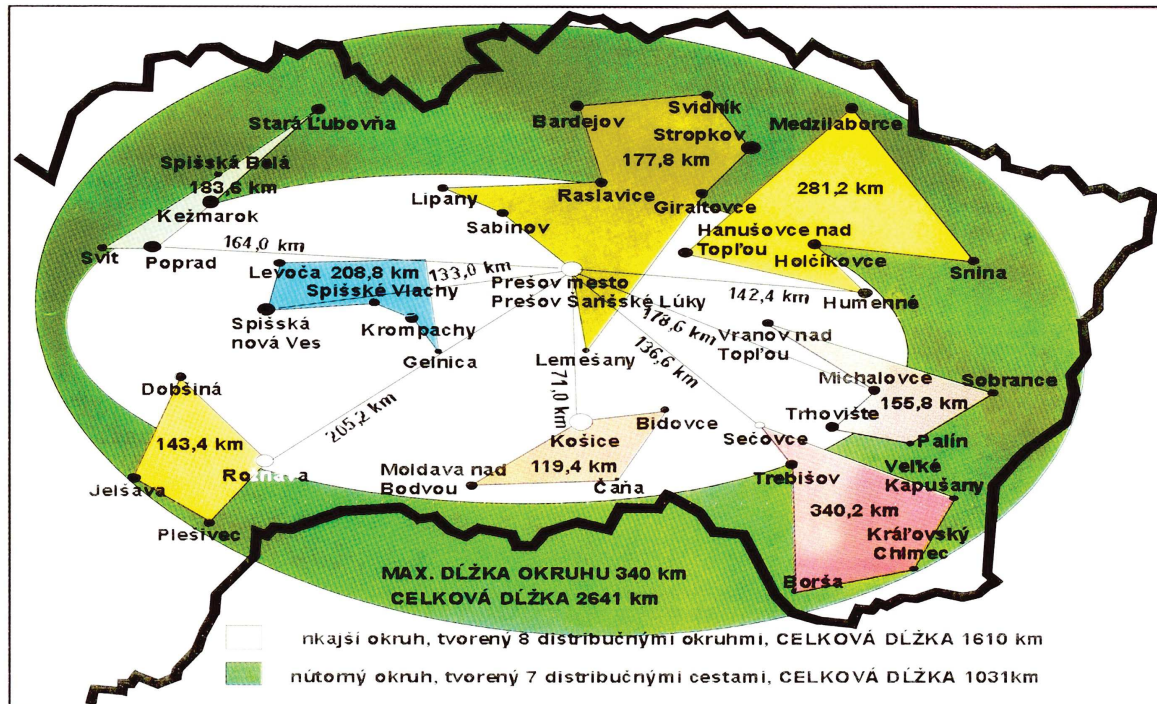 Stará Ľubovňa
Spišská Belá
183,6 km
Kežmarok
Svit
Poprad
164,0 km
Bardejov
Svidník
Stropkov
177,8 km
Raslavice
Giraltovce
Lipany
Sabinov
Medzilaborce
281,2 km
Hanušovce nad
Topľou
Holčíkovce
Snina
Humenné
142,4 km
Levoča 208,8 km
133,0 km
Spišské Vlachy
Krompachy
Spišská
nová Ves
Gelnica
Prešov mesto
Prešov Šarišské Lúky
Lemešany
178,6 km
136,6 km
71,0 km
205,2 km
Vranov nad
Topľou
Michalovce
Sobrance
155,8 km
Trhovište
Palín
Dobšiná
143,4 km
Rožňava
Jelšava
Plešivec
Košice
Bidovce
119,4 km
Moldava nad
Bodvou
Čaňa
Sečovce
Trebišov
Veľké
Kapušany
340,2 km
Kráľovský
Chlmec
Borša
MAX. DĹŽKA OKRUHU 340 km
CELKOVÁ DĹŽKA 2641 km
nkajší okruh, tvorený 8 distribučnými okruhmi, CELKOVÁ DĹŽKA 1610 km
nútorný okruh, tvorený 7 distribučnými cestami, CELKOVÁ DĹŽKA 1031km